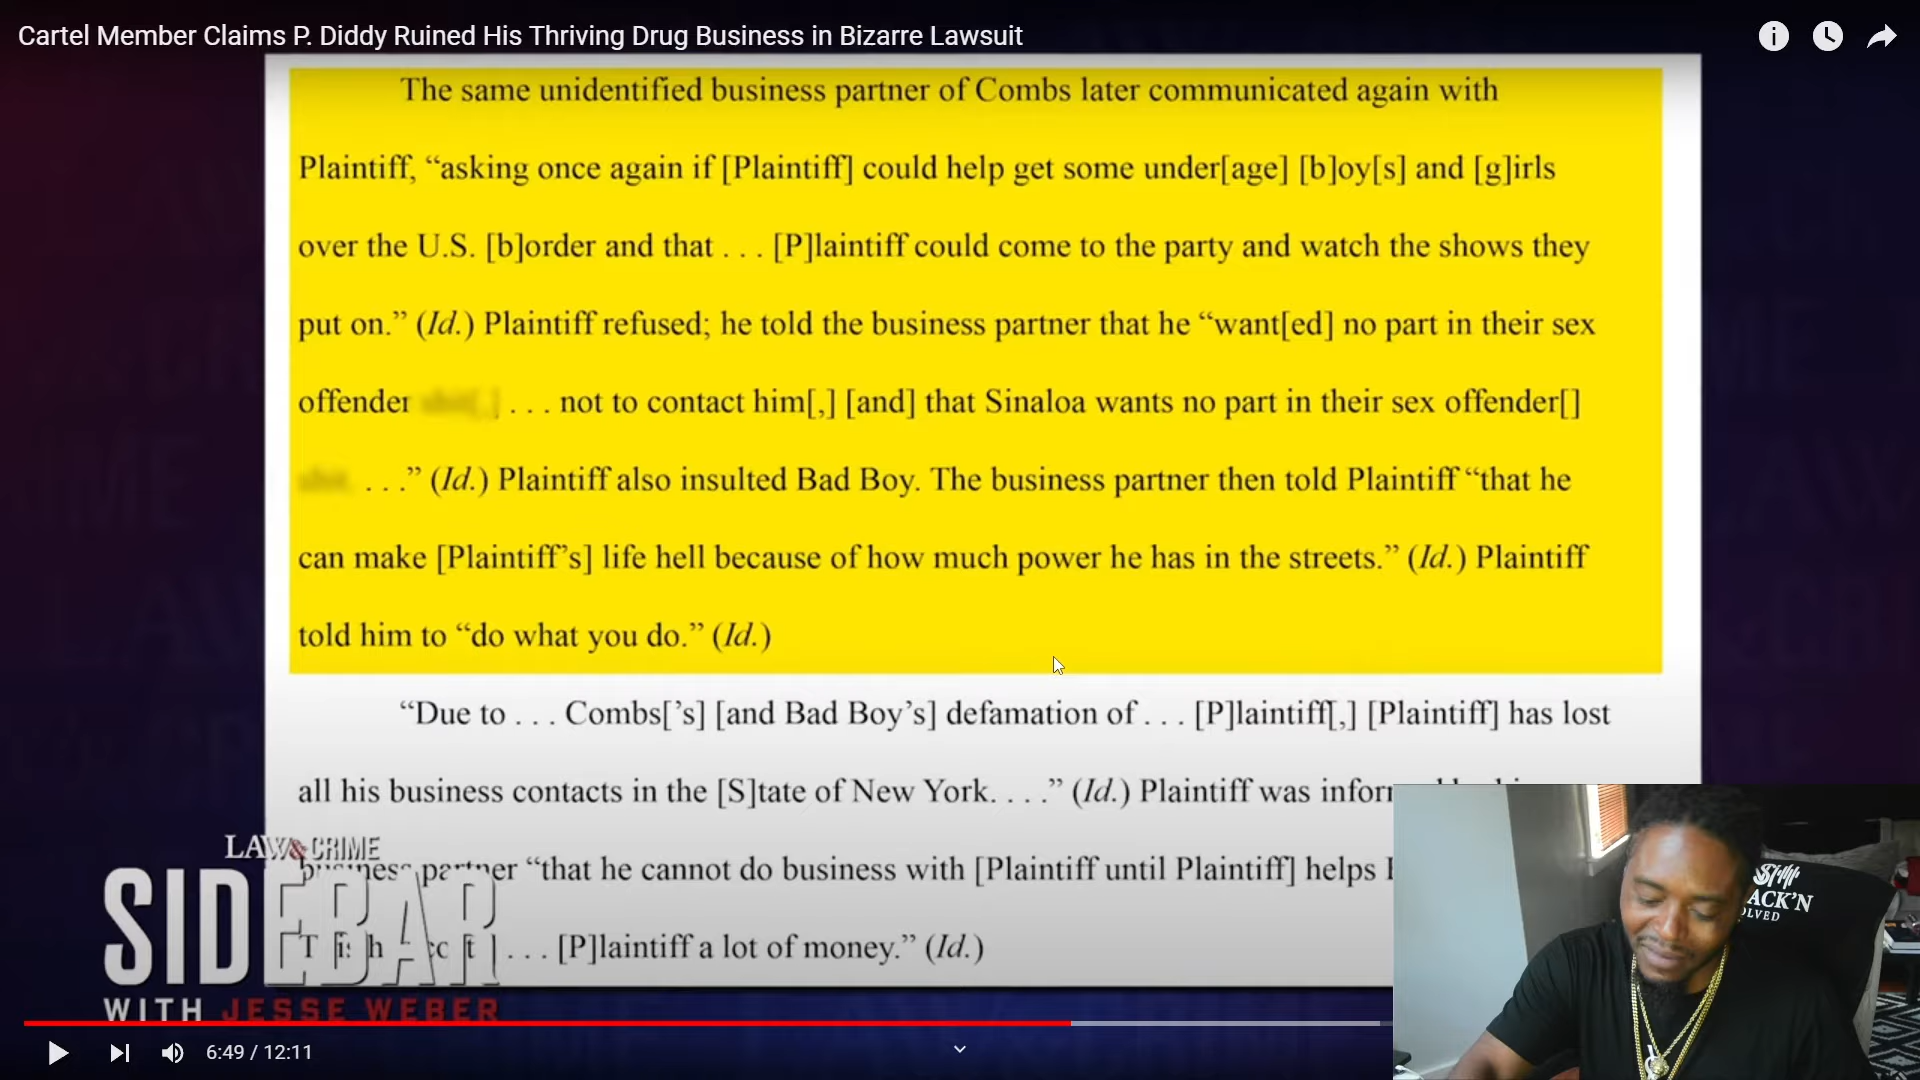 Cartel Member Claims P. Diddy Ruined His Thriving Drug Business in Bizarre Lawsuit
The same unidentified business partner of Combs later communicated again with
Plaintiff, “asking once again if [Plaintiff] could help get some under[age] [b]oy[s] and [g]irls
over the U.S. [b]order and that . . . [P]laintiff could come to the party and watch the shows they
put on.” (Id.) Plaintiff refused; he told the business partner that he “want[ed] no part in their sex
offender . . . not to contact him[,] [and] that Sinaloa wants no part in their sex offender[]
. . .” (Id.) Plaintiff also insulted Bad Boy. The business partner then told Plaintiff “that he
can make [Plaintiff’s] life hell because of how much power he has in the streets.” (Id.) Plaintiff
told him to “do what you do.” (Id.)
“Due to . . . Combs[’s] [and Bad Boy’s] defamation of . . . [P]laintiff[,] [Plaintiff] has lost
all his business contacts in the [S]tate of New York. . . .” (Id.) Plaintiff was
business partner “that he cannot do business with [Plaintiff until Plaintiff] helps
. . . [P]laintiff a lot of money.” (Id.)
LAW&CRIME
SIDEBAR
WITH JESSE WEBER
ACK'N
OLVED
6:49 / 12:11